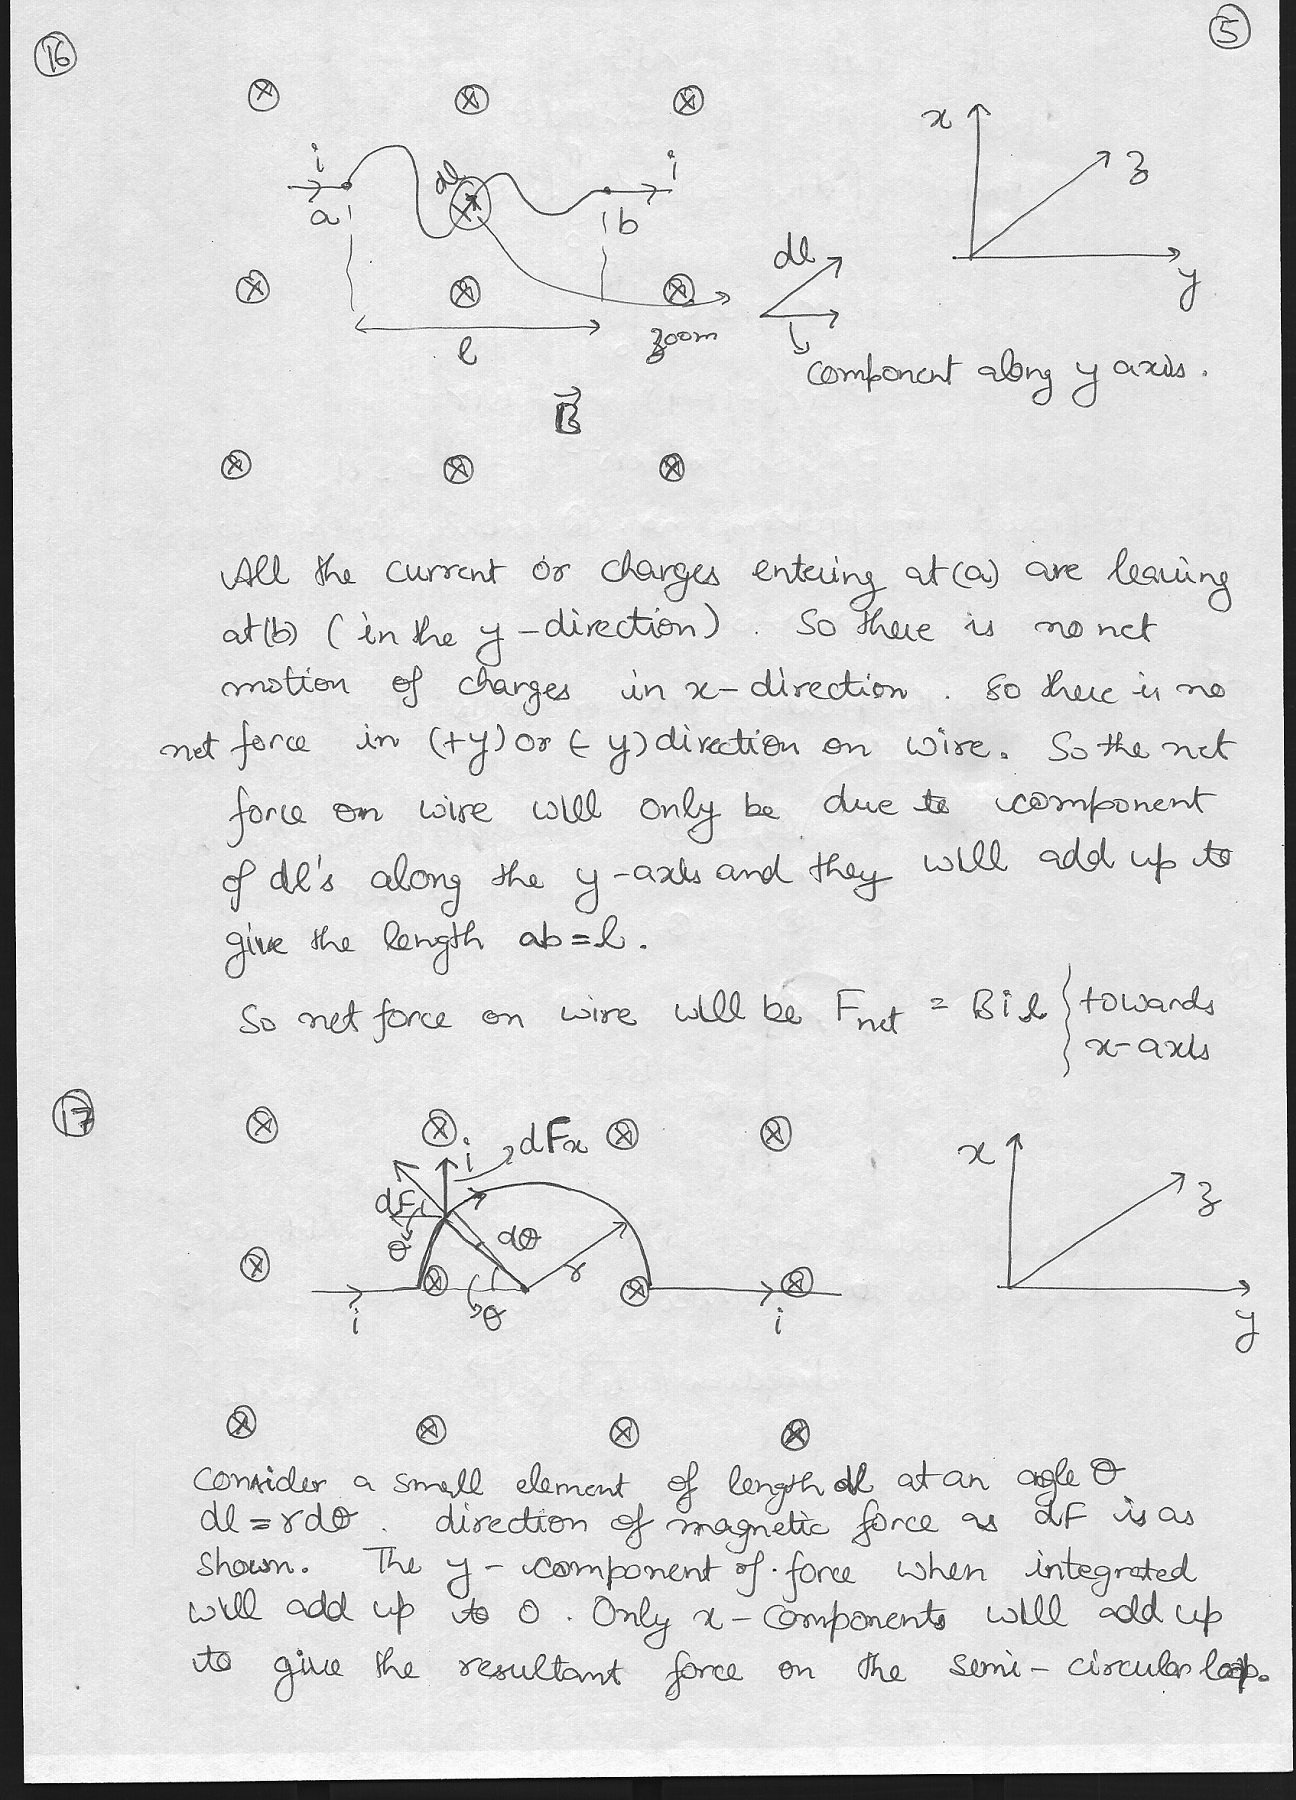 16
5
x
z
y
i
a
dl
i
b
l
zoom
dl
component along y axis.
B
All the current or charges entering at (a) are leaving
at (b) (in the y-direction). So there is no net
motion of charges in x-direction. So there is no
net force in (+y) or (-y) direction on wire. So the net
force on wire will only be due to component
of dl's along the y-axis and they will add up to
give the length ab = l.
So net force on wire will be Fnet = Bil } towards
x-axis
17
i
dFx
dF
θ
dθ
r
θ
i
i
x
z
y
Consider a small element of length dl at an agle θ
dl = rdθ. direction of magnetic force as dF is as
shown. The y-component of force when integrated
will add up to 0. Only x-components will add up
to give the resultant force on the semi-circular loop.